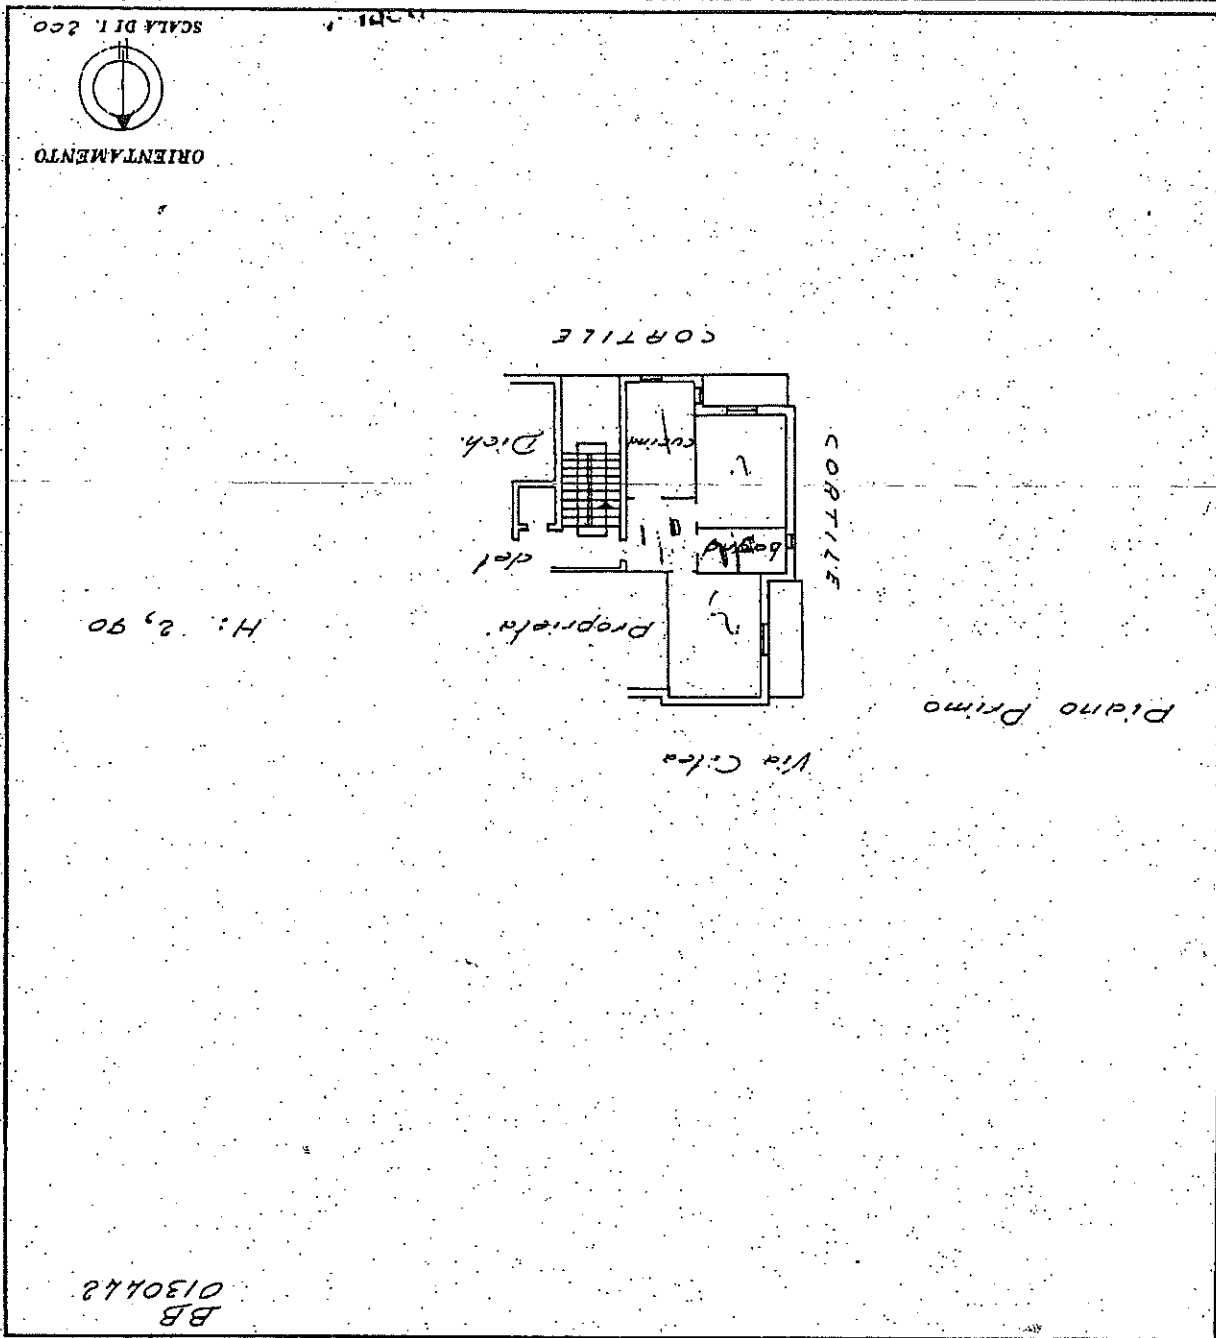 BB
0130442
Via Cilea
Piano Primo
H: 2,90
Proprietà
del
Dich.
bagno
cucina
CORTILE
CORTILE
ORIENTAMENTO
SCALA DI 1: 200